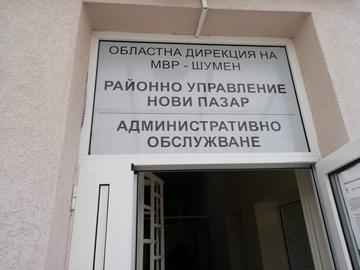 ОБЛАСТНА ДИРЕКЦИЯ НА
МВР - ШУМЕН
РАЙОННО УПРАВЛЕНИЕ
НОВИ ПАЗАР
АДМИНИСТРАТИВНО
ОБСЛУЖВАНЕ